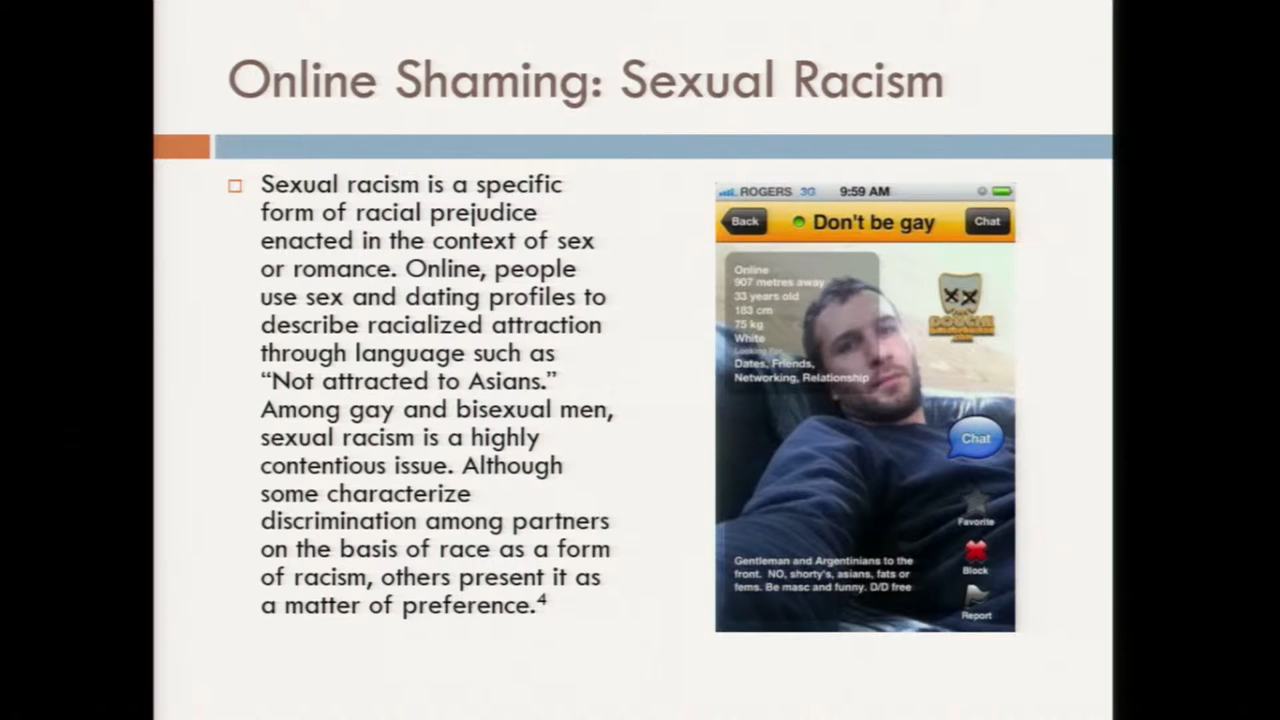 Online Shaming: Sexual Racism
Sexual racism is a specific
form of racial prejudice
enacted in the context of sex
or romance. Online, people
use sex and dating profiles to
describe racialized attraction
through language such as
“Not attracted to Asians.”
Among gay and bisexual men,
sexual racism is a highly
contentious issue. Although
some characterize
discrimination among partners
on the basis of race as a form
of racism, others present it as
a matter of preference.⁴
ROGERS 3G 9:59 AM
Back Don't be gay Chat
Online
907 metres away
33 years old
183 cm
75 kg
White
Looking For
Dates, Friends,
Networking, Relationship
Chat
Favorite
Block
Report
Gentleman and Argentinians to the
front. NO, shorty's, asians, fats or
fems. Be masc and funny. D/D free